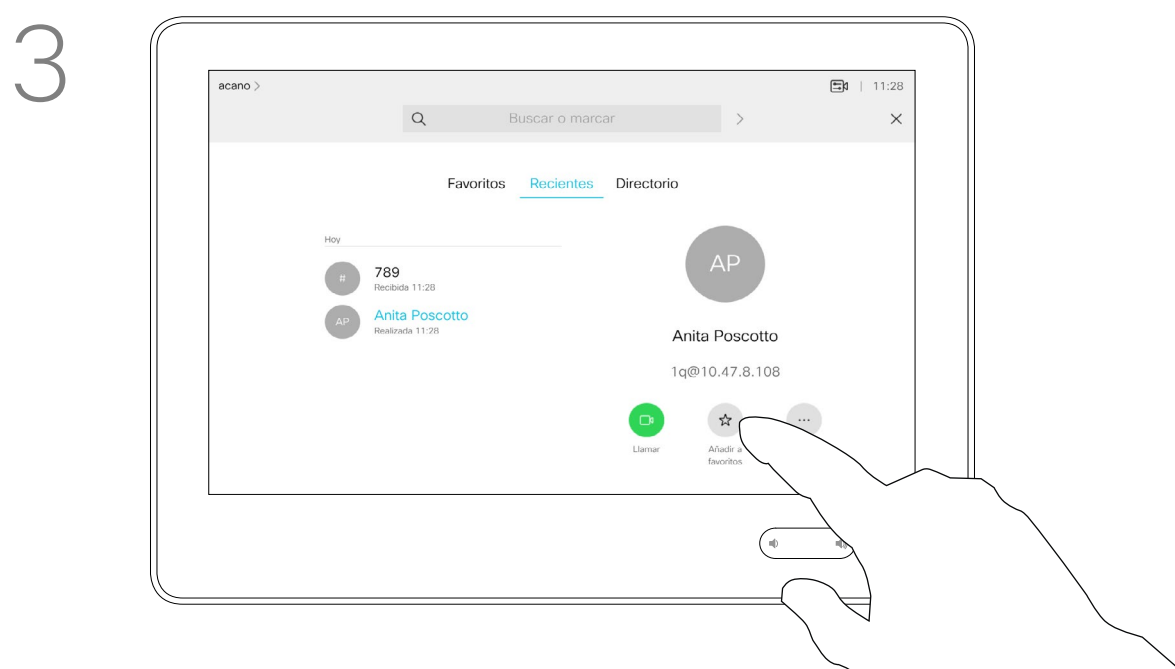 3
acano >
11:28
Buscar o marcar
Favoritos Recientes Directorio
Hoy
#
789
Recibida 11:28
AP
Anita Poscotto
Realizada 11:28
AP
Anita Poscotto
1q@10.47.8.108
Llamar
Añadir a
favoritos